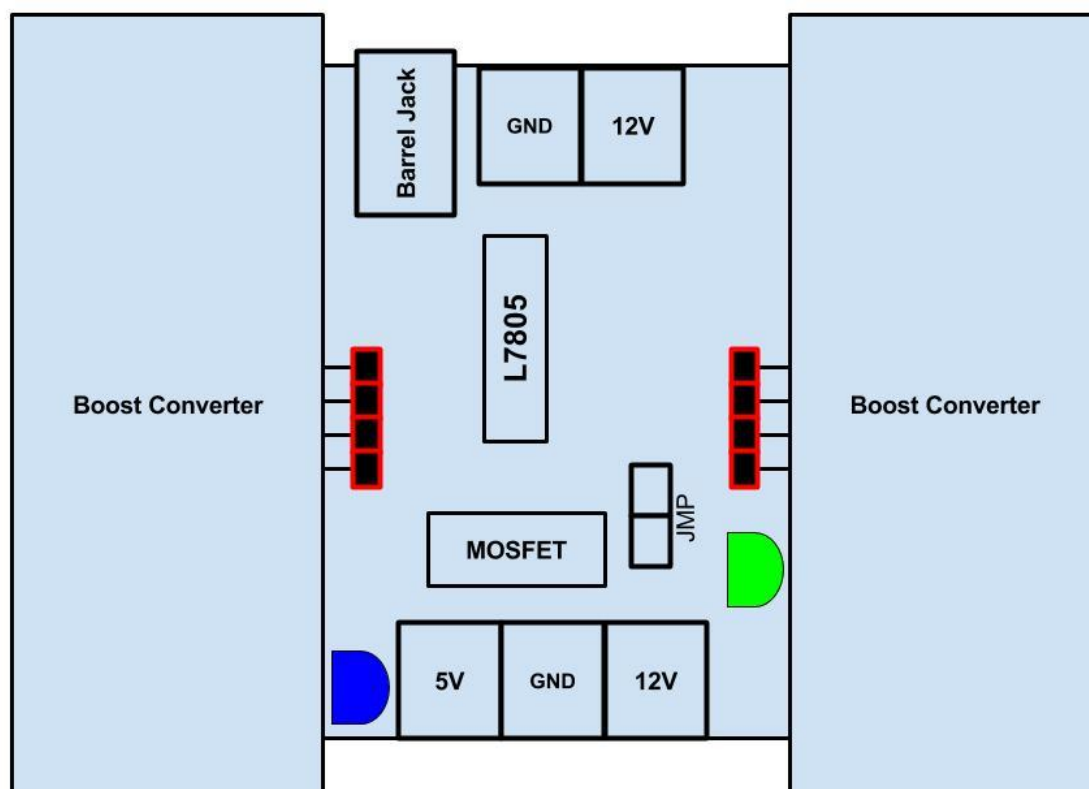 Barrel Jack
GND
12V
L7805
Boost Converter
Boost Converter
JMP
MOSFET
5V
GND
12V